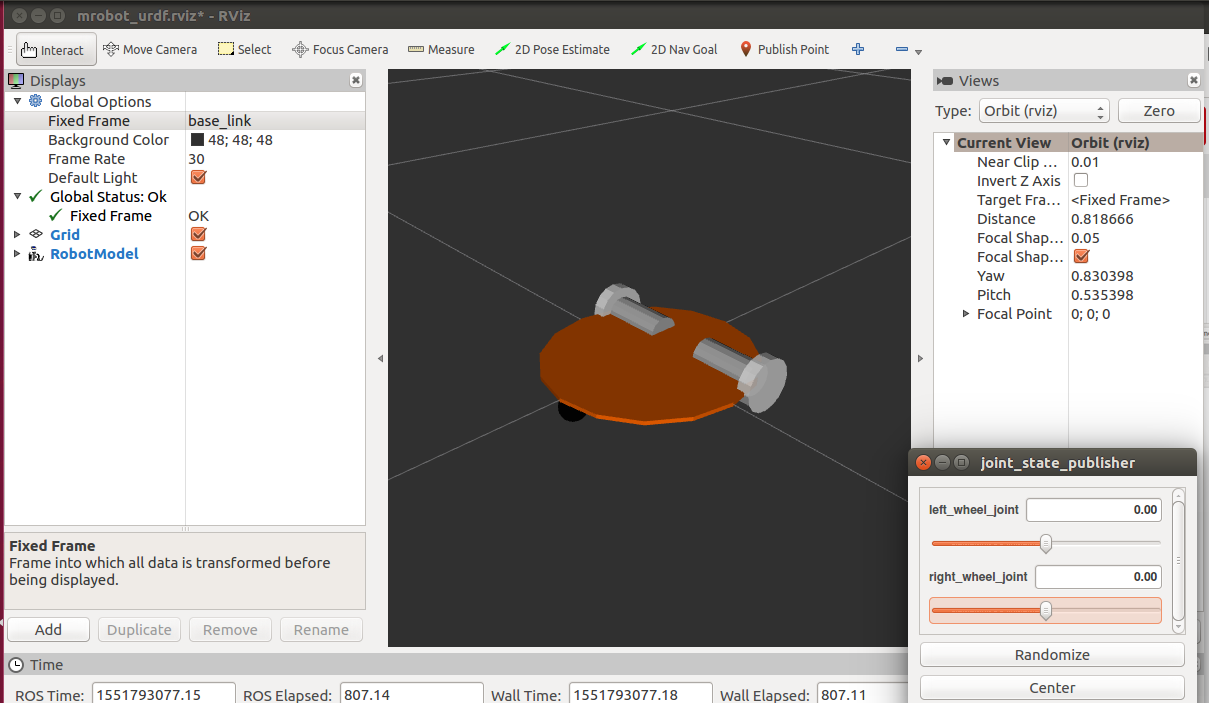 mrobot_urdf.rviz* - RViz
Interact Move Camera Select Focus Camera Measure 2D Pose Estimate 2D Nav Goal Publish Point
Displays
Global Options
Fixed Frame base_link
Background Color 48; 48; 48
Frame Rate 30
Default Light
Global Status: Ok
Fixed Frame OK
Grid
RobotModel
Fixed Frame
Frame into which all data is transformed before
being displayed.
Add Duplicate Remove Rename
Views
Type: Orbit (rviz) Zero
Current View Orbit (rviz)
Near Clip ... 0.01
Invert Z Axis
Target Fra... <Fixed Frame>
Distance 0.818666
Focal Shap... 0.05
Focal Shap...
Yaw 0.830398
Pitch 0.535398
Focal Point 0; 0; 0
joint_state_publisher
left_wheel_joint 0.00
right_wheel_joint 0.00
Randomize
Center
Time
ROS Time: 1551793077.15 ROS Elapsed: 807.14 Wall Time: 1551793077.18 Wall Elapsed: 807.11